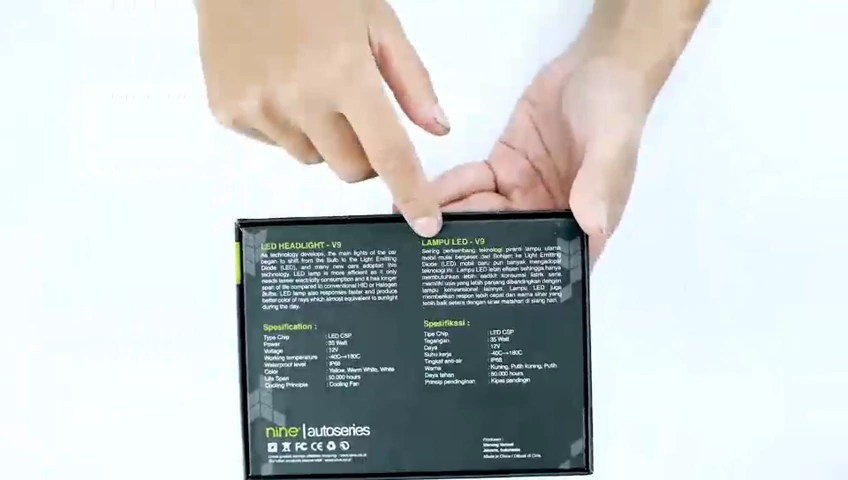 LED HEADLIGHT - V9
As technology develops, the main lights of the car
began to shift from the Bulb to the Light Emitting
Diode (LED), and many new cars adopted this
technology. LED lamp is more efficient as it only
needs lesser electricity consumption and it has longer
span of life compared to conventional HID or Halogen
Bulbs. LED lamp also responses faster and produce
better color of rays which almost equivalent to sunlight
during the day.
Specification :
Type Chip : LED CSP
Power : 35 Watt
Voltage : 12V
Working temperature : -40C~+180C
Waterproof level : IP68
Color : Yellow, Warm White, White
Life Span : 50.000 hours
Cooling Principle : Cooling Fan
LAMPU LED - V9
Seiring perkembangan teknologi, piranti lampu utama
mobil mulai bergeser dari Bohlam ke Light Emitting
Diode (LED) mobil baru pun banyak mengadopsi
teknologi ini. Lampu LED lebih efisien sehingga hanya
membutuhkan lebih sedikit konsumsi listrik serta
memiliki usia yang lebih panjang dibandingkan dengan
lampu konvensional lainnya. Lampu LED juga
memberikan respon lebih cepat dan warna sinar yang
lebih baik setara dengan sinar matahari di siang hari.
Spesifikasi :
Type Chip : LED CSP
Tegangan : 35 Watt
Daya : 12V
Suhu kerja : -40C~+180C
Tingkat anti-air : IP68
Warna : Kuning, Putih Kuning, Putih
Daya tahan : 50.000 hours
Prinsip pendinginan : Kipas pendingin
nine | autoseries
FC CE
Jakarta, Indonesia